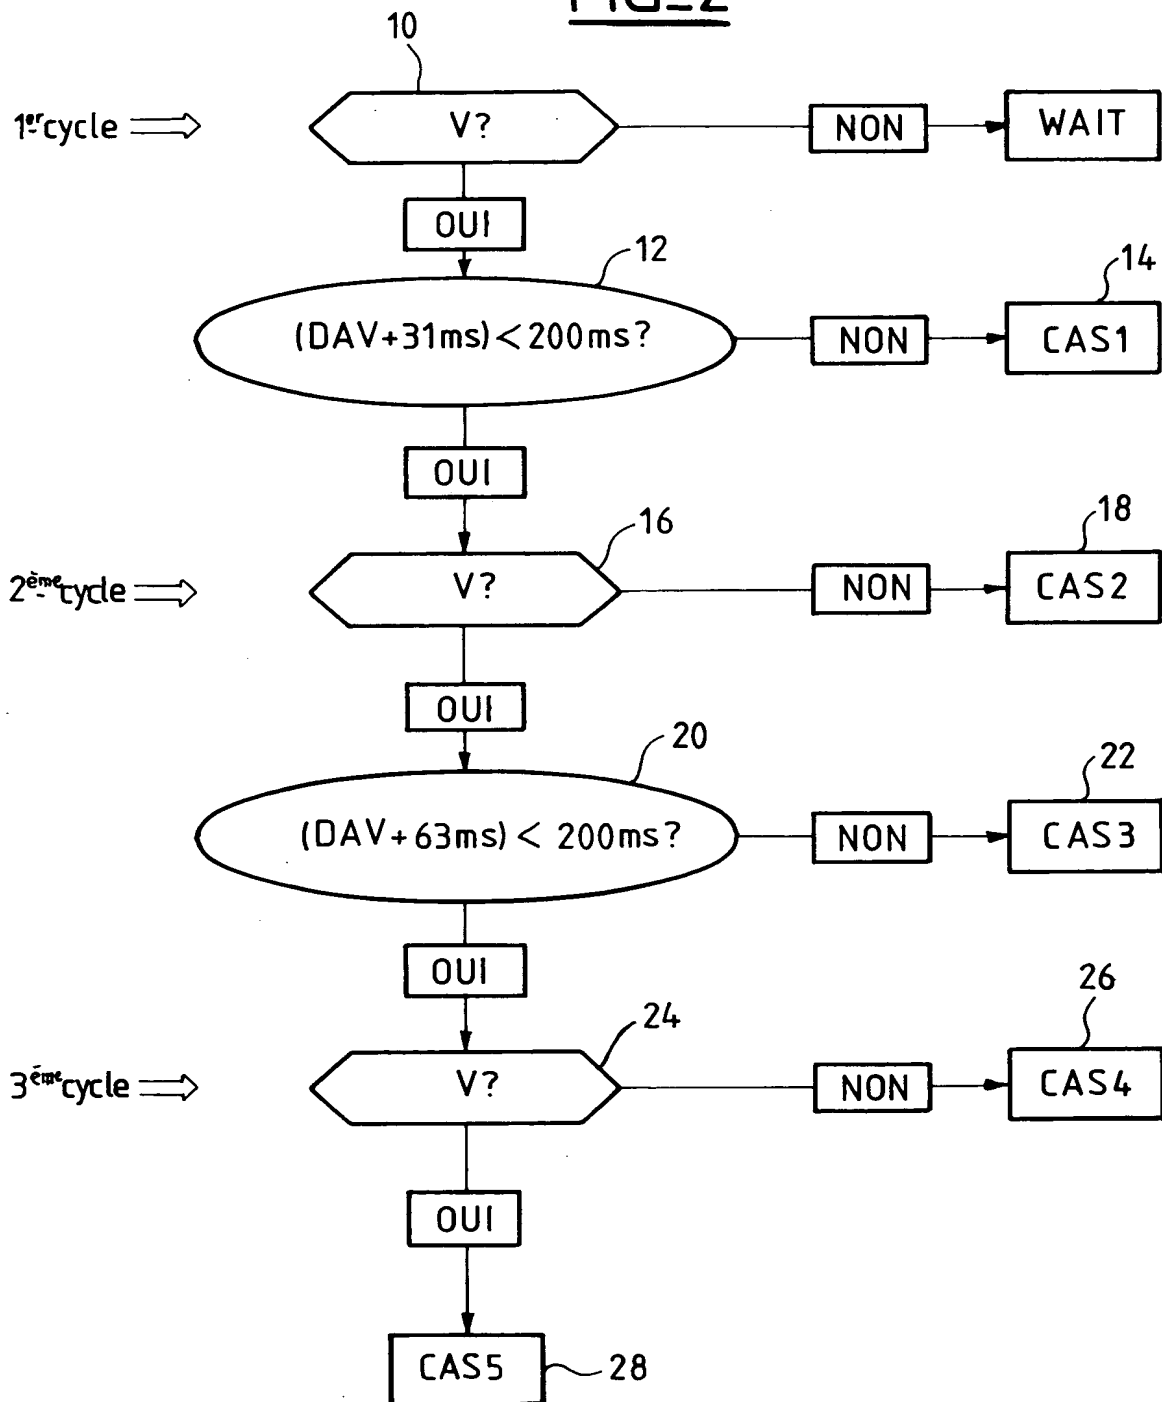 FIG_2
10
1er cycle
V?
NON
WAIT
OUI
12
14
(DAV+31ms)<200ms?
NON
CAS1
OUI
16
18
2ème cycle
V?
NON
CAS2
OUI
20
22
(DAV+63ms)< 200ms?
NON
CAS3
OUI
24
26
3ème cycle
V?
NON
CAS4
OUI
CAS5
28